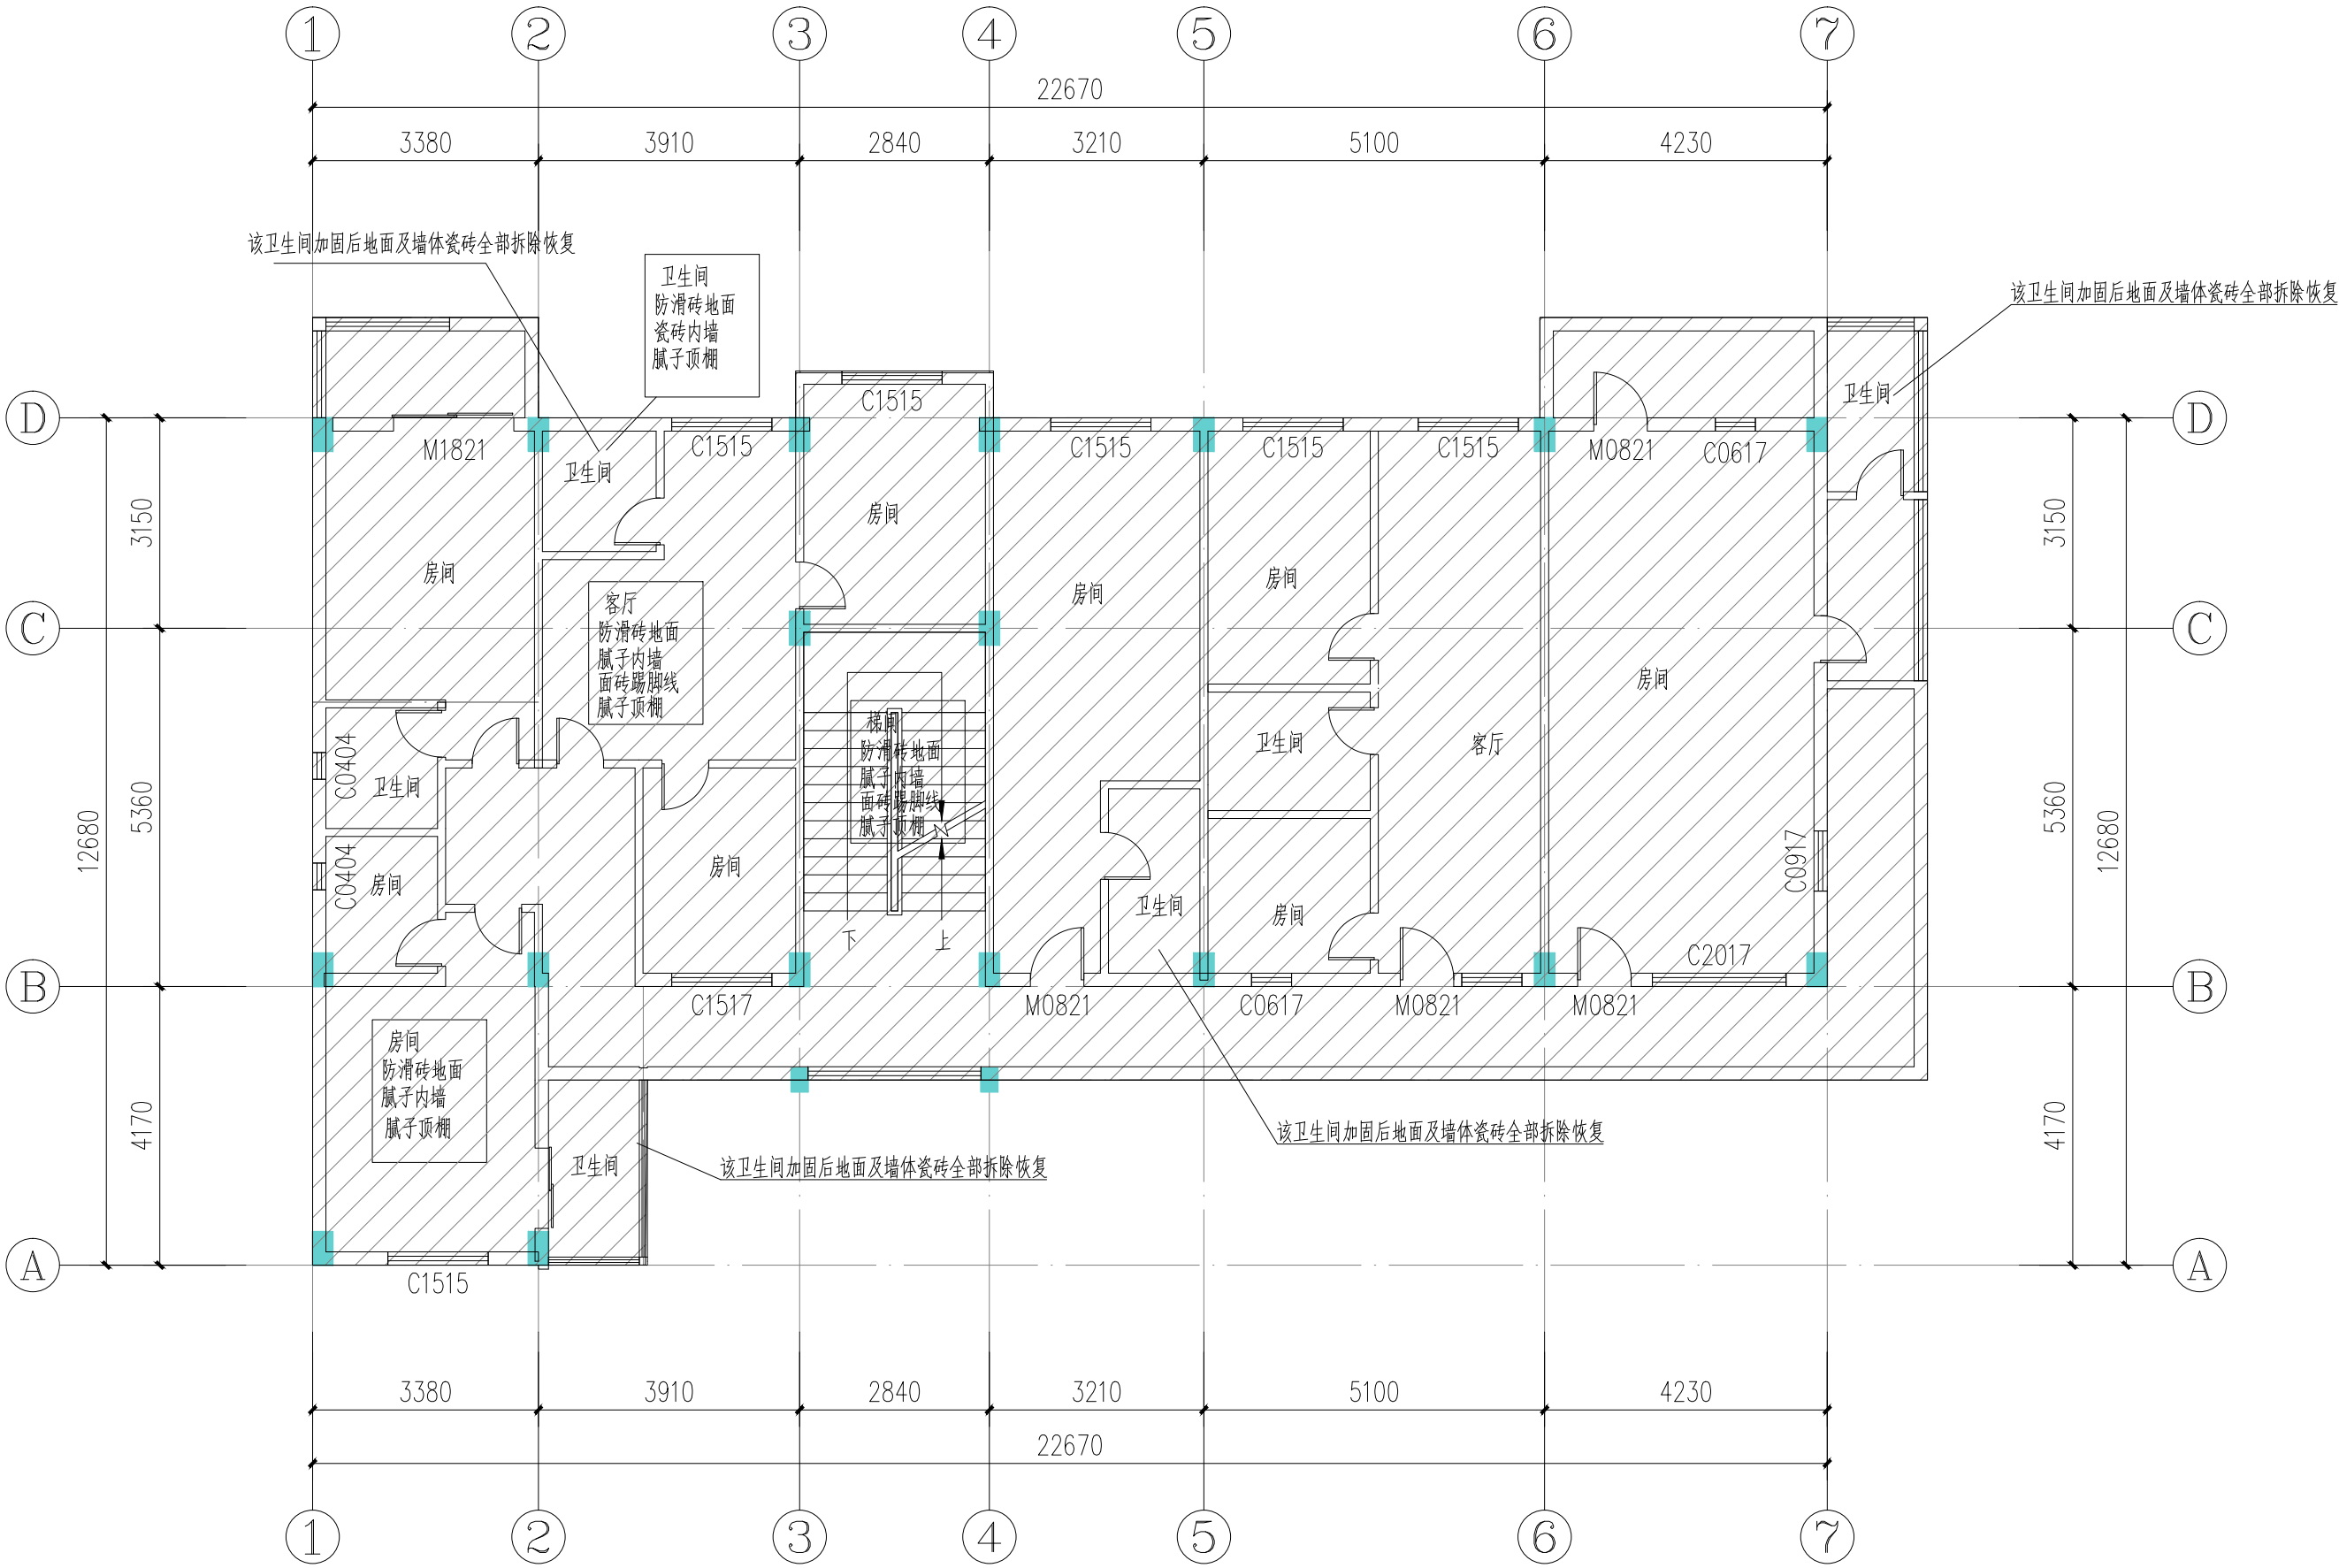 1 2 3 4 5 6 7
22670
3380 3910 2840 3210 5100 4230
该卫生间加固后地面及墙体瓷砖全部拆除恢复
卫生间
防滑砖地面
瓷砖内墙
腻子顶棚
该卫生间加固后地面及墙体瓷砖全部拆除恢复
卫生间
C1515
D
D
M1821
C1515
C1515
C1515
C1515
M0821
C0617
卫生间
房间
3150
3150
房间
房间
房间
客厅
防滑砖地面
腻子内墙
面砖踢脚线
腻子顶棚
C
C
房间
梯间
防滑砖地面
腻子内墙
面砖踢脚线
腻子顶棚
卫生间
客厅
C0404
卫生间
12680
5360
5360
12680
C0404
房间
房间
C0917
卫生间
房间
下
上
C2017
B
B
C1517
M0821
C0617
M0821
M0821
房间
防滑砖地面
腻子内墙
腻子顶棚
4170
4170
该卫生间加固后地面及墙体瓷砖全部拆除恢复
卫生间
该卫生间加固后地面及墙体瓷砖全部拆除恢复
A
A
C1515
3380 3910 2840 3210 5100 4230
22670
1 2 3 4 5 6 7